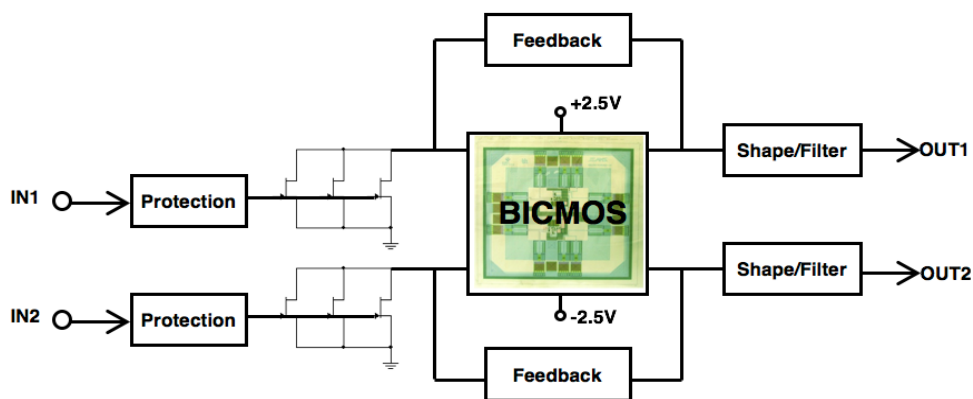 Feedback
+2.5V
Shape/Filter
OUT1
IN1
Protection
BICMOS
Shape/Filter
OUT2
IN2
Protection
-2.5V
Feedback